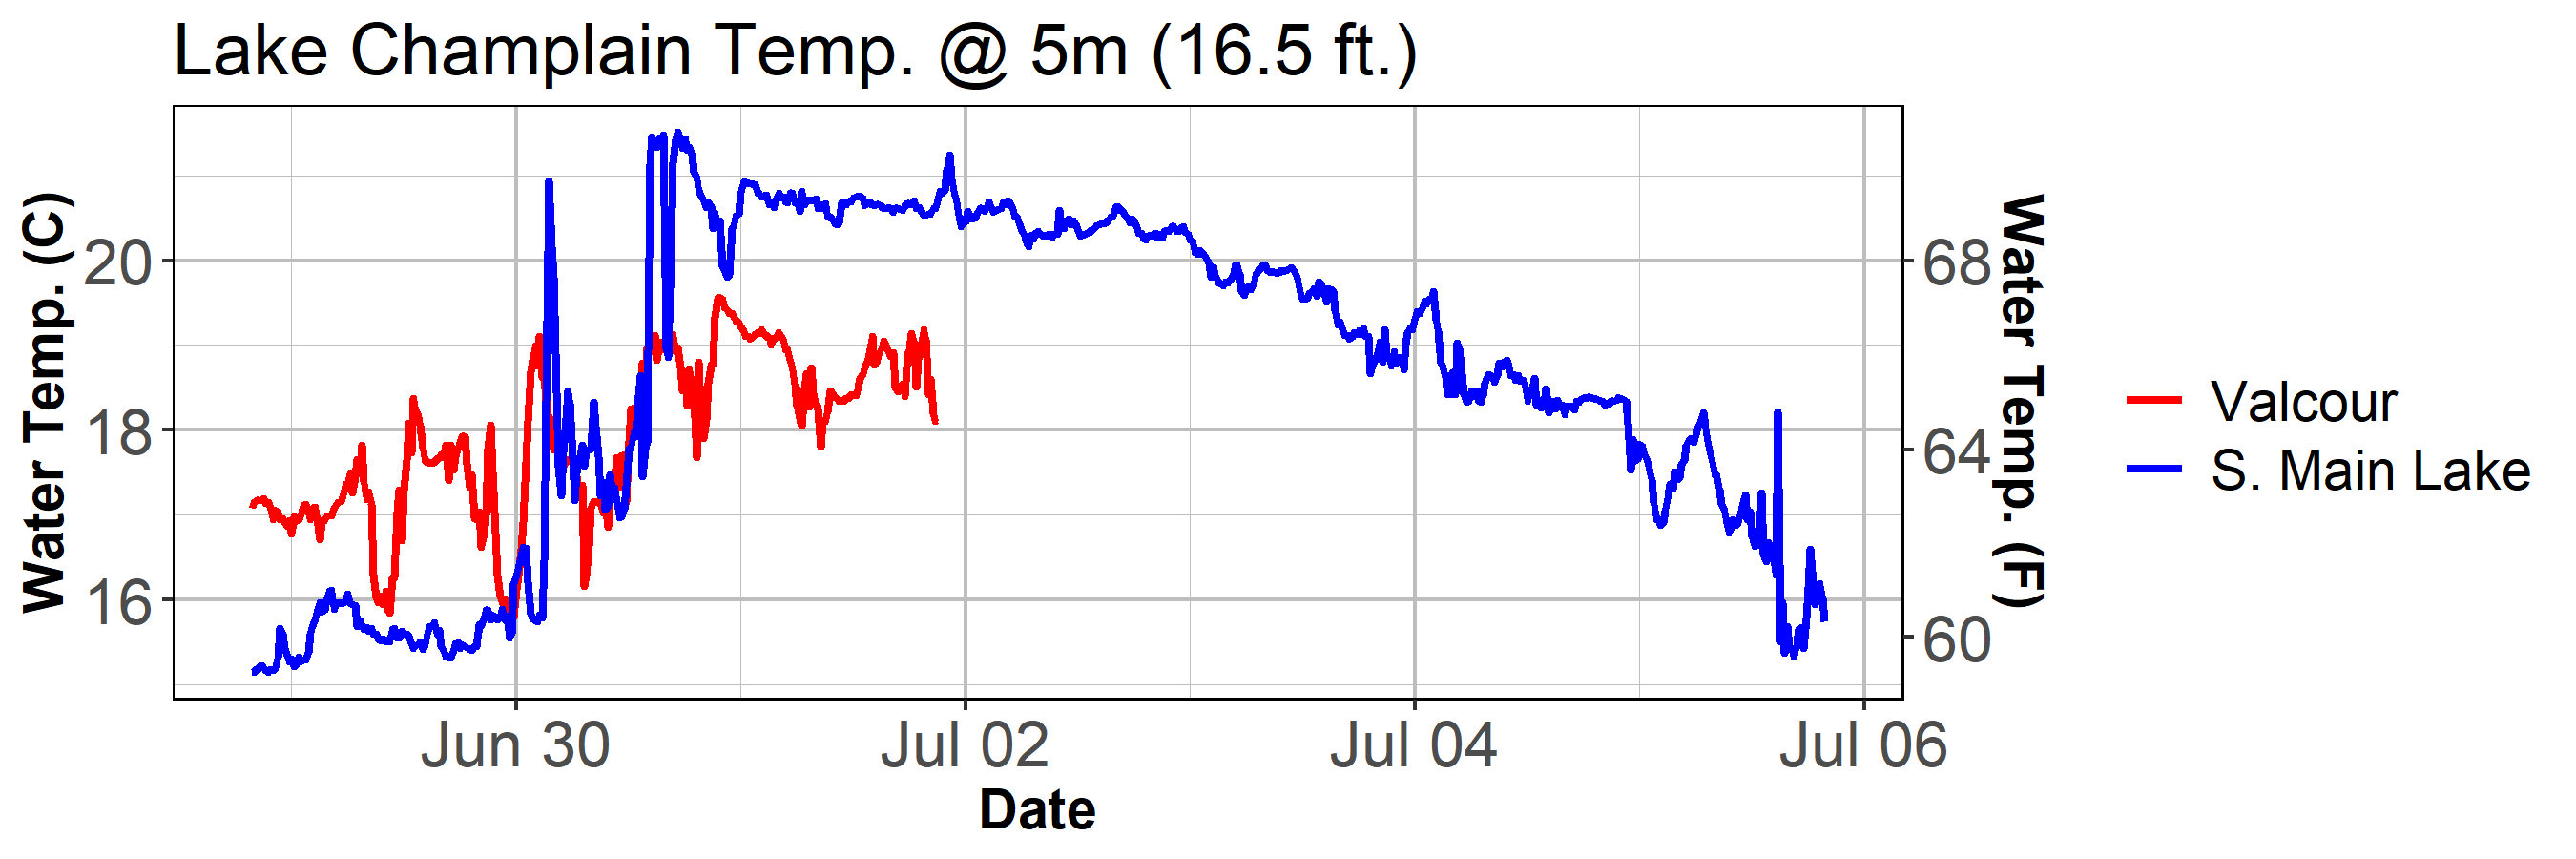 Lake Champlain Temp. @ 5m (16.5 ft.)
Water Temp. (C)
20
18
16
68
64
60
Water Temp. (F)
Jun 30
Jul 02
Jul 04
Jul 06
Date
Valcour
S. Main Lake